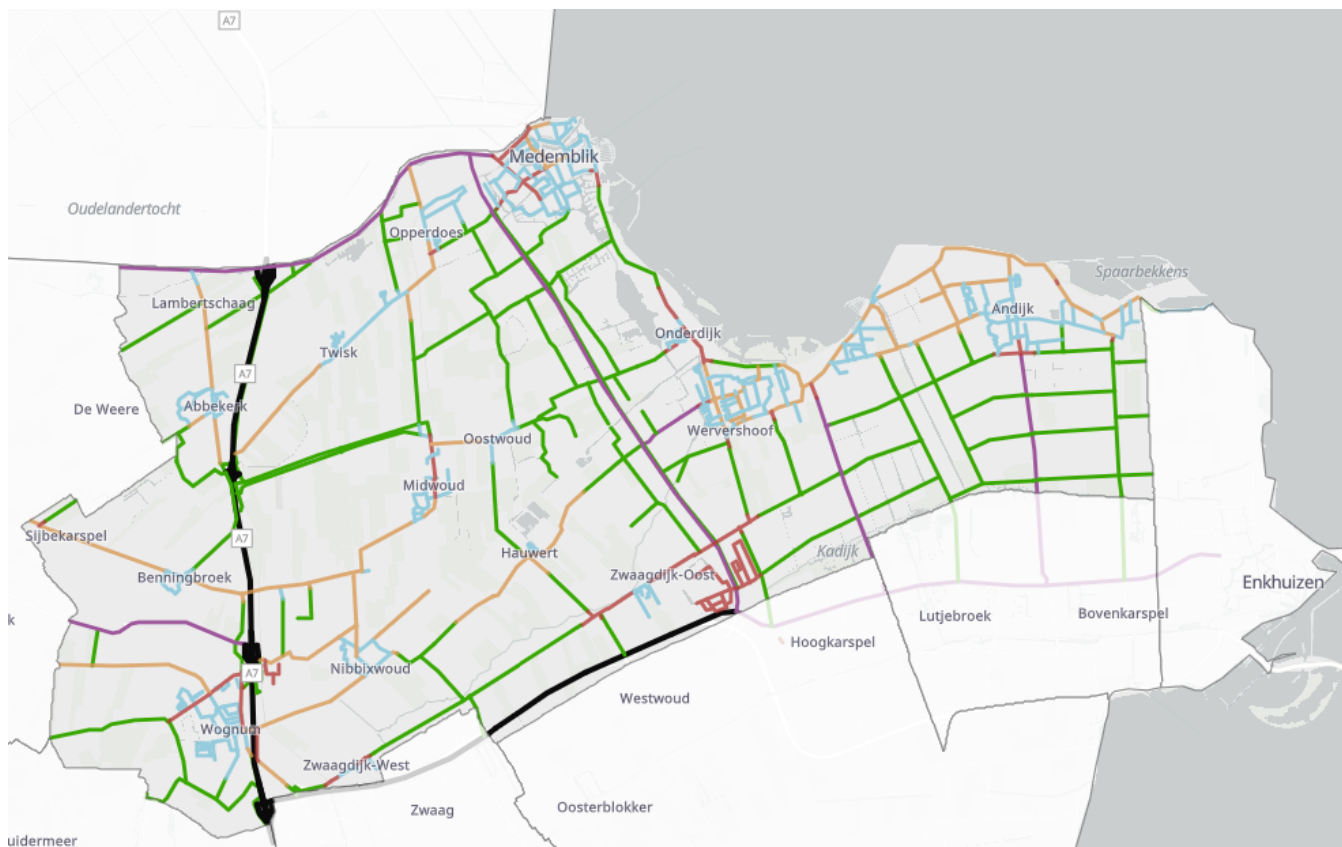 A7
Medemblik
Oudelandertocht
Opperdoes
Spaarbekkens
Lambertschaag
Andijk
Onderdijk
Twisk
A7
De Weere
Abbekerk
Oostwoud
Wervershoof
Midwoud
Sijbekarspel
A7
Hauwert
Kadijk
Benningbroek
Zwaagdijk-Oost
Enkhuizen
k
Lutjebroek
Bovenkarspel
Hoogkarspel
Nibbixwoud
A7
Westwoud
Wognum
Zwaagdijk-West
Zwaag
Oosterblokker
uidermeer